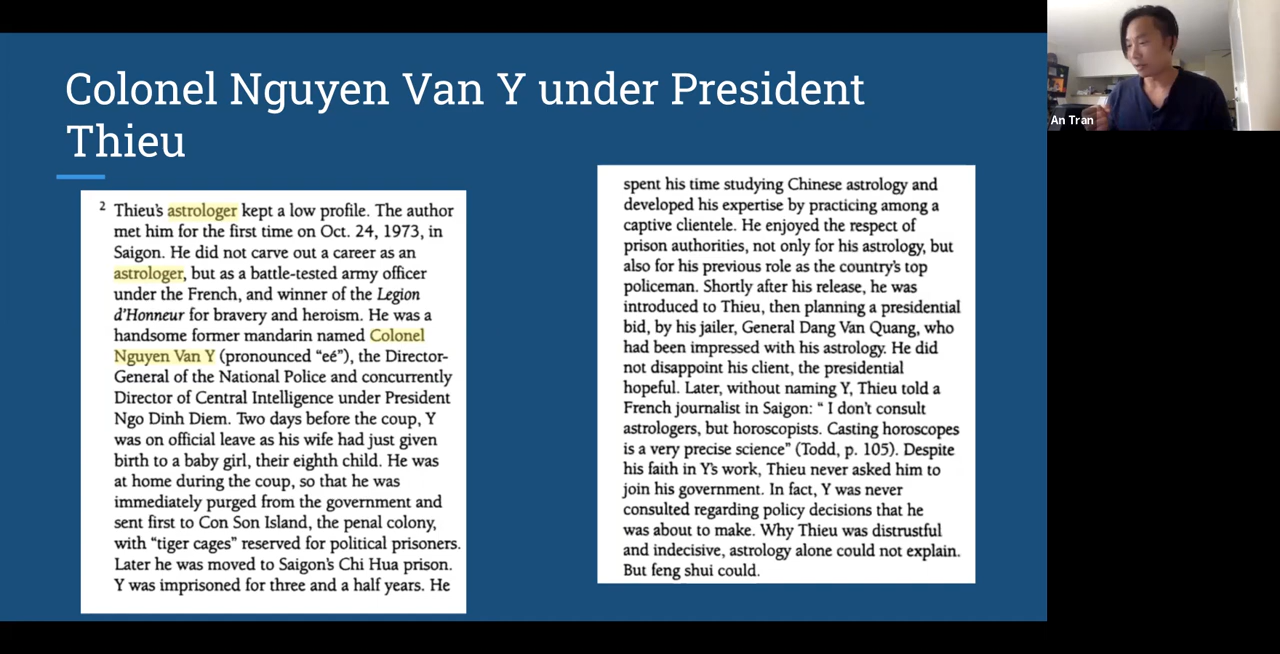 Colonel Nguyen Van Y under President
Thieu
2 Thieu's astrologer kept a low profile. The author
met him for the first time on Oct. 24, 1973, in
Saigon. He did not carve out a career as an
astrologer, but as a battle-tested army officer
under the French, and winner of the Legion
d'Honneur for bravery and heroism. He was a
handsome former mandarin named Colonel
Nguyen Van Y (pronounced “eé”), the Director-
General of the National Police and concurrently
Director of Central Intelligence under President
Ngo Dinh Diem. Two days before the coup, Y
was on official leave as his wife had just given
birth to a baby girl, their eighth child. He was
at home during the coup, so that he was
immediately purged from the government and
sent first to Con Son Island, the penal colony,
with “tiger cages” reserved for political prisoners.
Later he was moved to Saigon's Chi Hua prison.
Y was imprisoned for three and a half years. He
spent his time studying Chinese astrology and
developed his expertise by practicing among a
captive clientele. He enjoyed the respect of
prison authorities, not only for his astrology, but
also for his previous role as the country's top
policeman. Shortly after his release, he was
introduced to Thieu, then planning a presidential
bid, by his jailer, General Dang Van Quang, who
had been impressed with his astrology. He did
not disappoint his client, the presidential
hopeful. Later, without naming Y, Thieu told a
French journalist in Saigon: “ I don't consult
astrologers, but horoscopists. Casting horoscopes
is a very precise science” (Todd, p. 105). Despite
his faith in Y's work, Thieu never asked him to
join his government. In fact, Y was never
consulted regarding policy decisions that he
was about to make. Why Thieu was distrustful
and indecisive, astrology alone could not explain.
But feng shui could.
An Tran